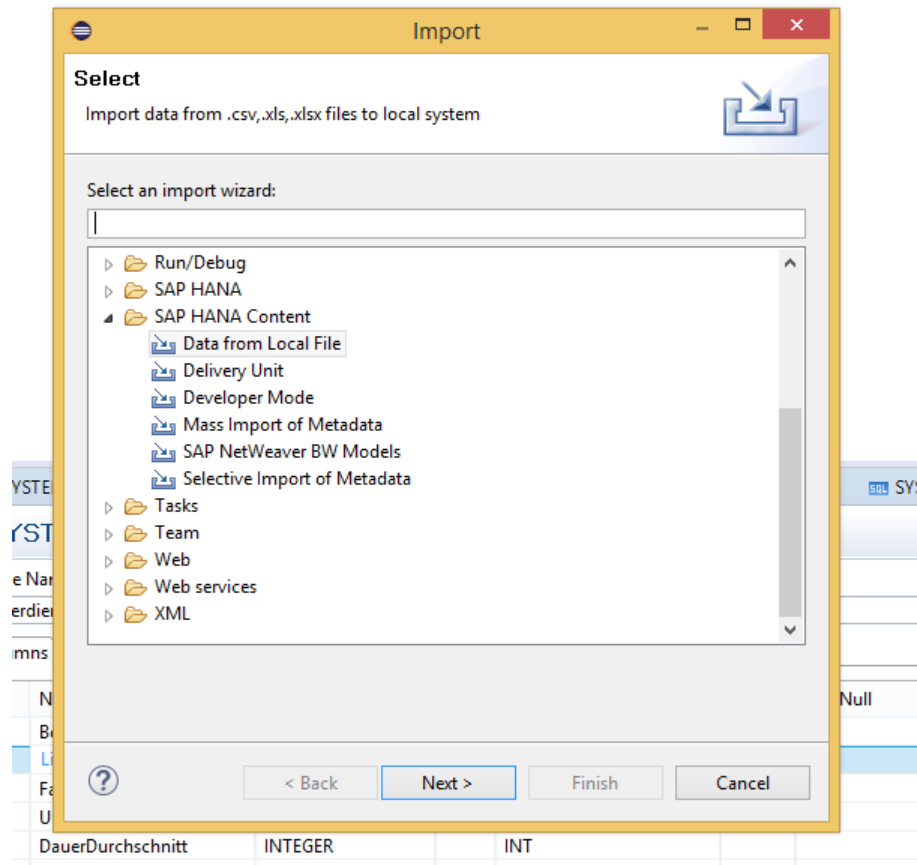 Import
Select
Import data from .csv,.xls,.xlsx files to local system
Select an import wizard:
Run/Debug
SAP HANA
SAP HANA Content
Data from Local File
Delivery Unit
Developer Mode
Mass Import of Metadata
SAP NetWeaver BW Models
Selective Import of Metadata
Tasks
Team
Web
Web services
XML
SQL
Null
?
< Back
Next >
Finish
Cancel
DauerDurchschnitt INTEGER INT